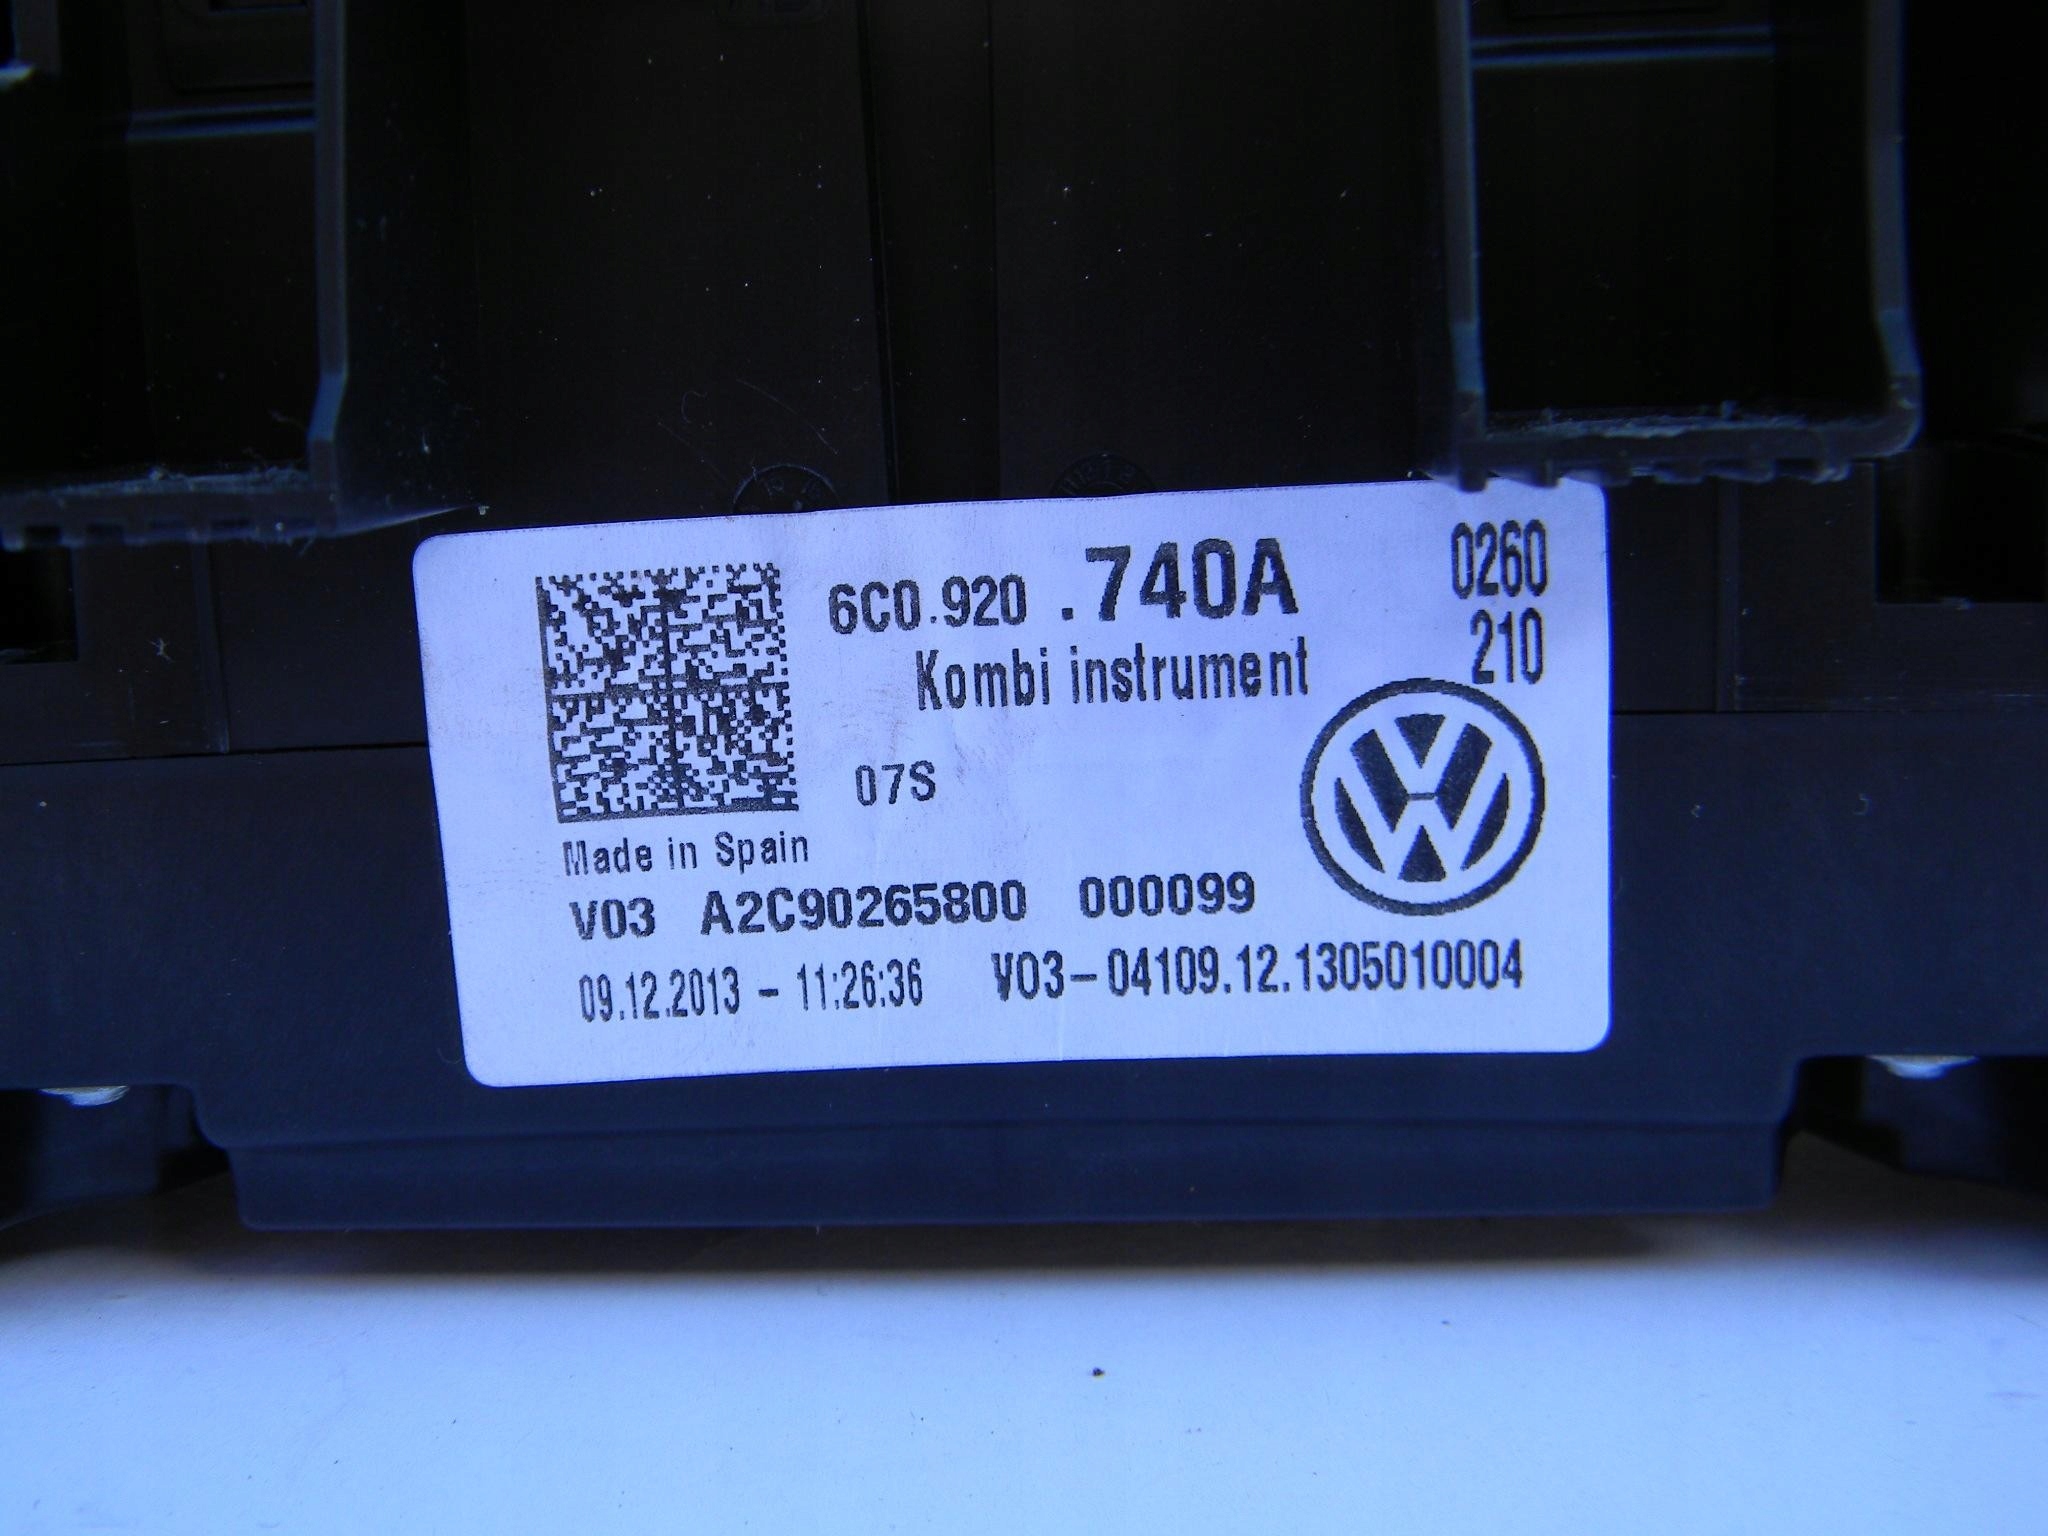 6C0.920 .740A 0260
Kombi instrument 210
07S
Made in Spain
V03 A2C90265800 000099
09.12.2013 - 11:26:36 V03-04109.12.1305010004